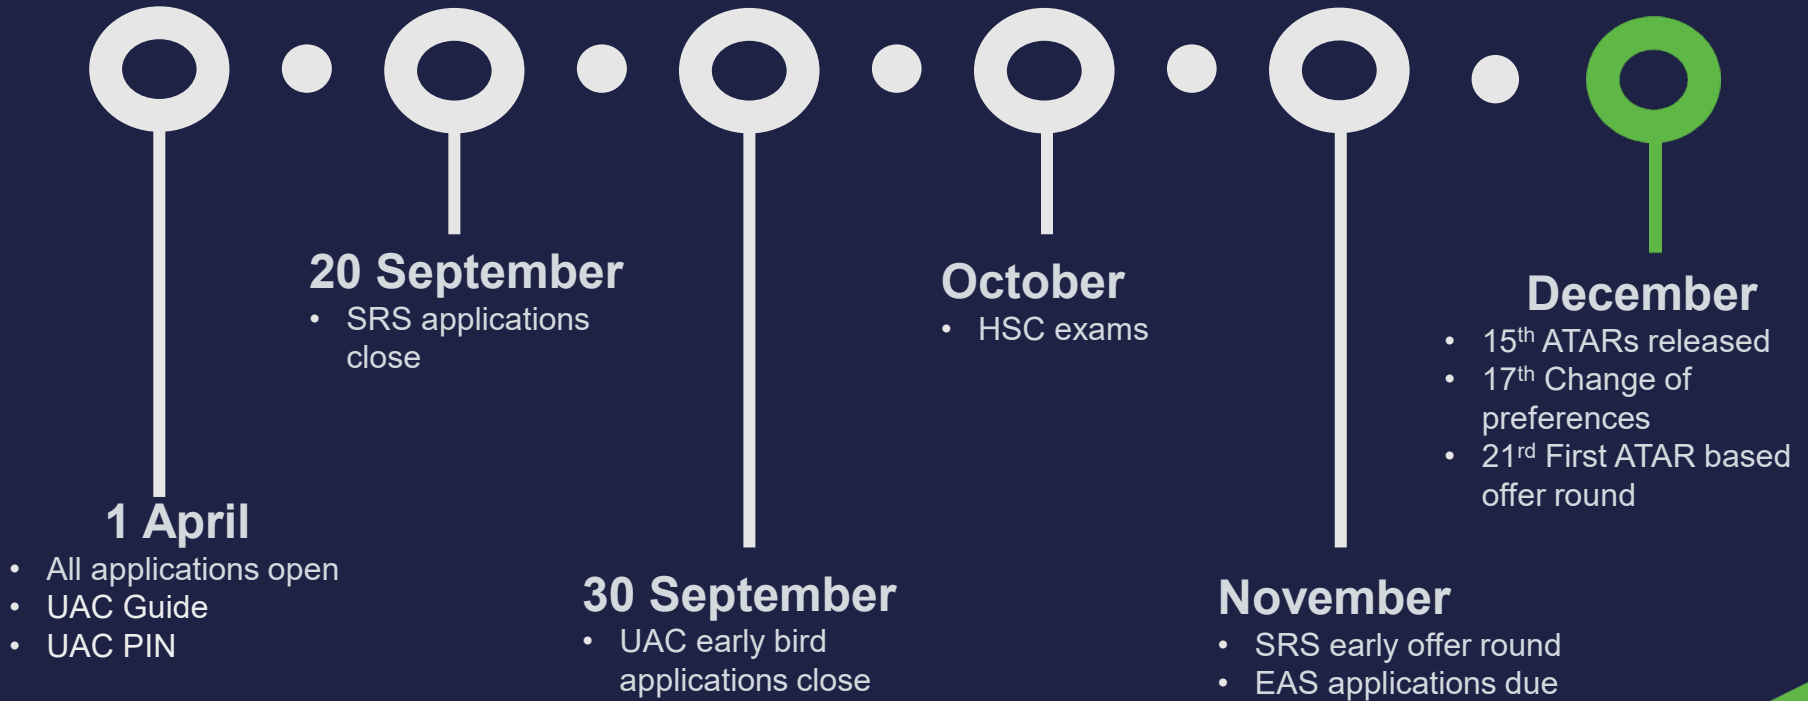 1 April
• All applications open
• UAC Guide
• UAC PIN
20 September
• SRS applications
close
30 September
• UAC early bird
applications close
October
• HSC exams
November
• SRS early offer round
• EAS applications due
December
• 15th ATARs released
• 17th Change of
preferences
• 21rd First ATAR based
offer round